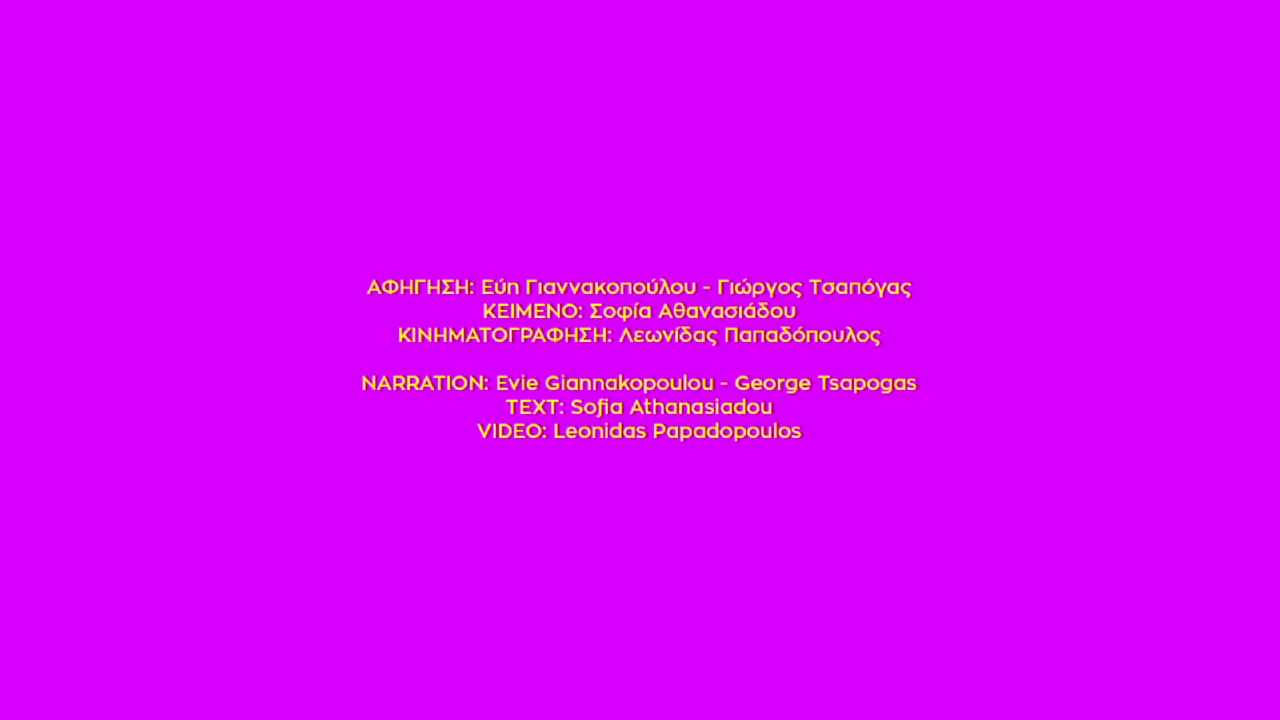 ΑΦΗΓΗΣΗ: Εύη Γιαννακοπούλου - Γιώργος Τσαπόγας
ΚΕΙΜΕΝΟ: Σοφία Αθανασιάδου
ΚΙΝΗΜΑΤΟΓΡΑΦΗΣΗ: Λεωνίδας Παπαδόπουλος
NARRATION: Evie Giannakopoulou - George Tsapogas
TEXT: Sofia Athanasiadou
VIDEO: Leonidas Papadopoulos